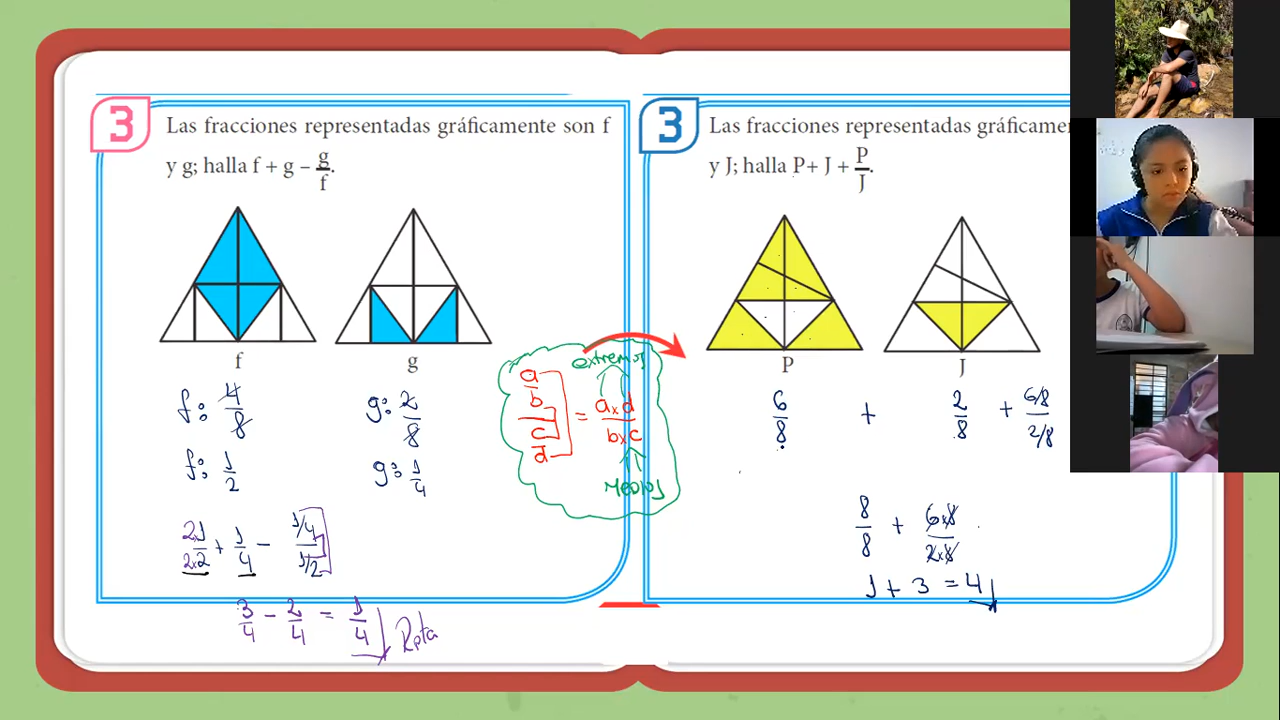 3
Las fracciones representadas gráficamente son f
y g; halla f + g – g/f.
f
g
f: 4/8
g: 2/8
f: 1/2
g: 1/4
2x1/2x2 + 1/4 – 1/4/1/2
3/4 – 2/4 = 1/4 Rpta
extremos
a/b/c/d = axd/bxc
medios
3
Las fracciones representadas gráficamen
y J; halla P+ J + P/J.
P
J
6/8 + 2/8 + 6/8/2/8
8/8 + 6x8/2x8
1 + 3 = 4